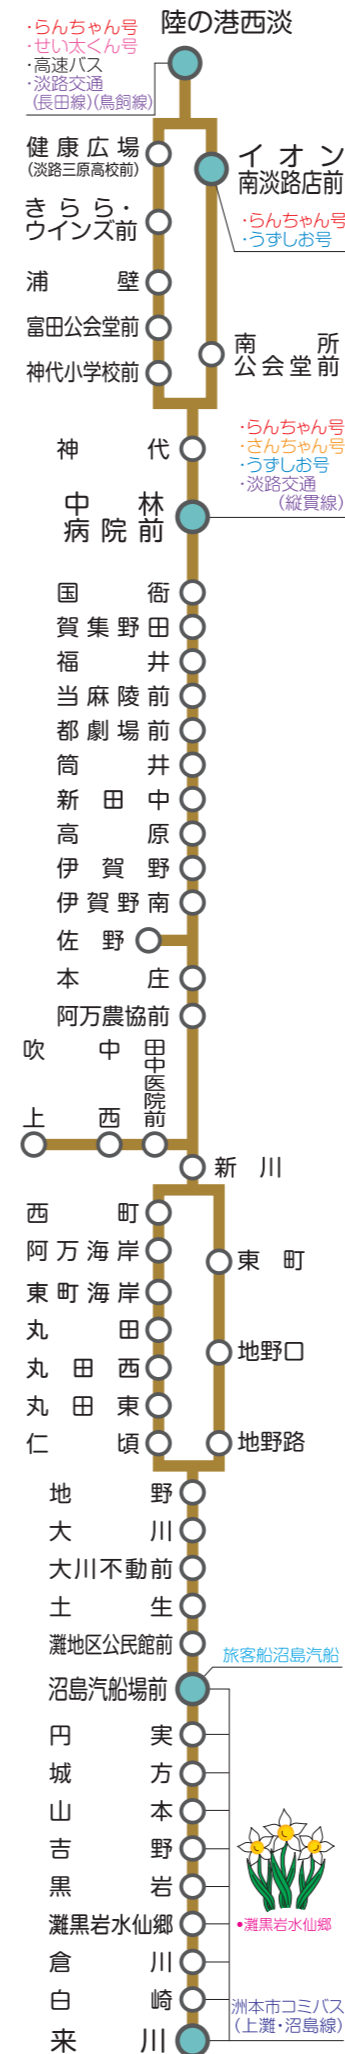 陸の港西淡
・らんちゃん号
・せい太くん号
・高速バス
・淡路交通
(長田線)(鳥飼線)
健康広場
(淡路三原高校前)
イオン
南淡路店前
・らんちゃん号
・うずしお号
きらら・
ウインズ前
浦壁
富田公会堂前
神代小学校前
南所
公会堂前
神代
・らんちゃん号
・さんちゃん号
・うずしお号
・淡路交通
(縦貫線)
中林
病院前
国衙
賀集野田
福井
当麻陵前
都劇場前
筒井
新田中
高原
伊賀野
伊賀野南
佐野
本庄
阿万農協前
吹上
中西
田中医院前
新川
西町
阿万海岸
東町
東町海岸
丸田
地野口
丸田西
丸田東
仁頃
地野路
地野
大川
大川不動前
土生
灘地区公民館前
旅客船沼島汽船
沼島汽船場前
円実
城方
山本
吉野
黒岩
灘黒岩水仙郷
•灘黒岩水仙郷
倉川
白崎
洲本市コミバス
(上灘・沼島線)
来川